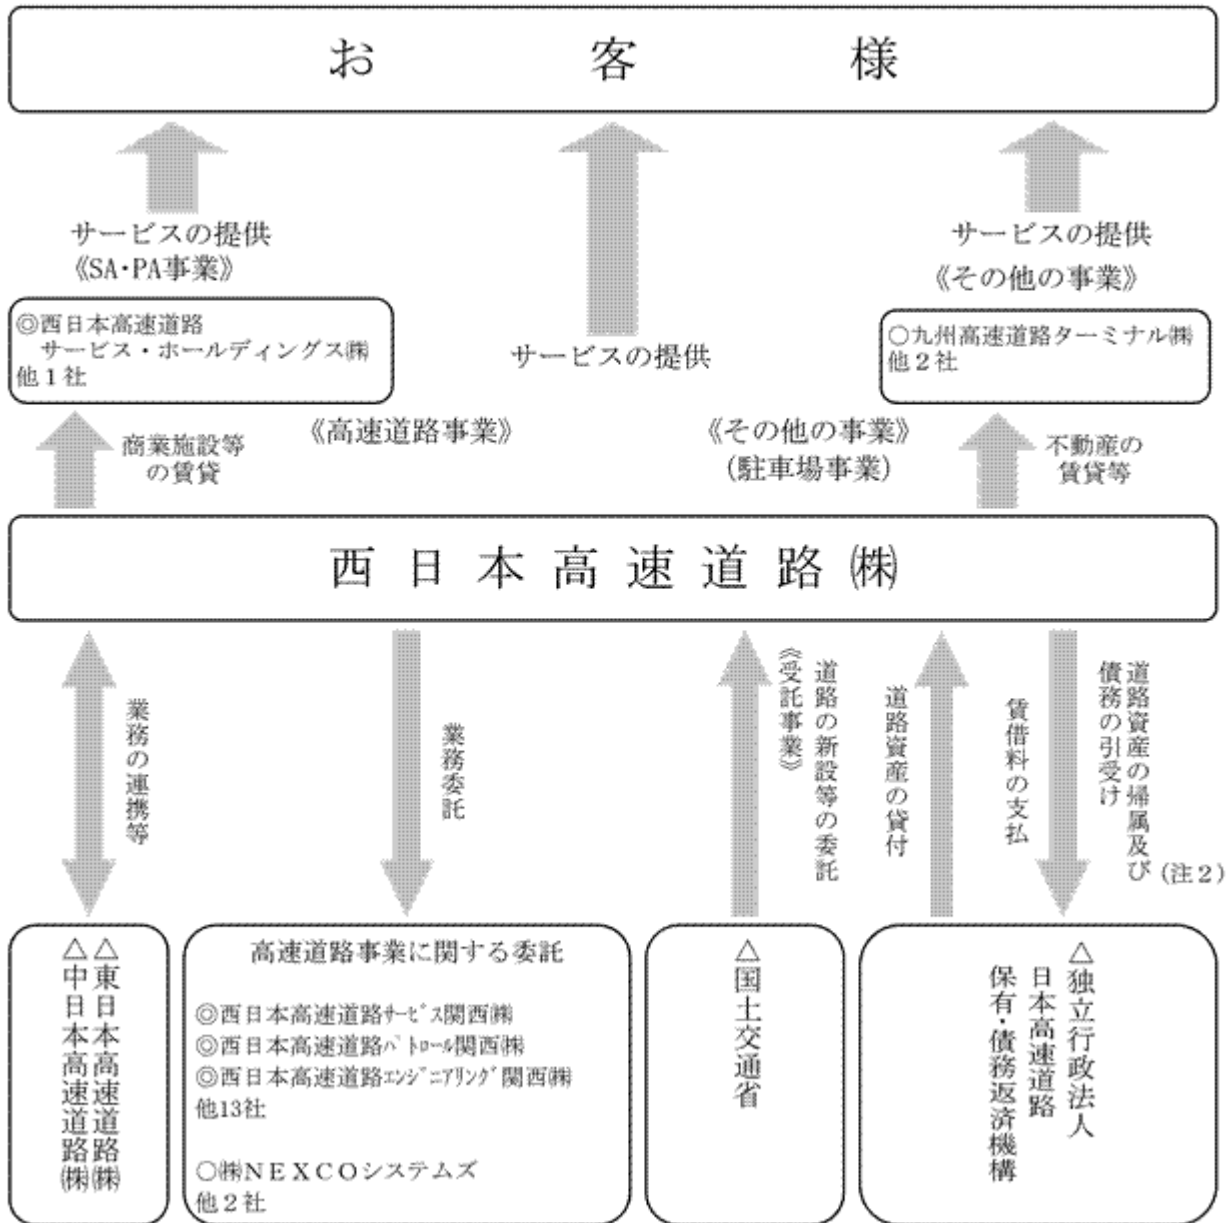 お客様
サービスの提供
《SA・PA事業》
◎西日本高速道路
サービス・ホールディングス㈱
他１社
商業施設等
の賃貸
サービスの提供
《高速道路事業》
《その他の事業》
(駐車場事業)
サービスの提供
《その他の事業》
○九州高速道路ターミナル㈱
他２社
不動産の
賃貸等
西日本高速道路㈱
業務の連携等
業務委託
道路の新設等の委託
《受託事業》
道路資産の貸付
賃借料の支払
道路資産の帰属及び
債務の引受け
(注２)
△東日本高速道路㈱
△中日本高速道路㈱
高速道路事業に関する委託
◎西日本高速道路ｻｰﾋﾞｽ関西㈱
◎西日本高速道路ﾊﾟﾄﾛｰﾙ関西㈱
◎西日本高速道路ｴﾝｼﾞﾆｱﾘﾝｸﾞ関西㈱
他13社
○㈱ＮＥＸＣＯシステムズ
他２社
△国土交通省
△独立行政法人
日本高速道路
保有・債務返済機構